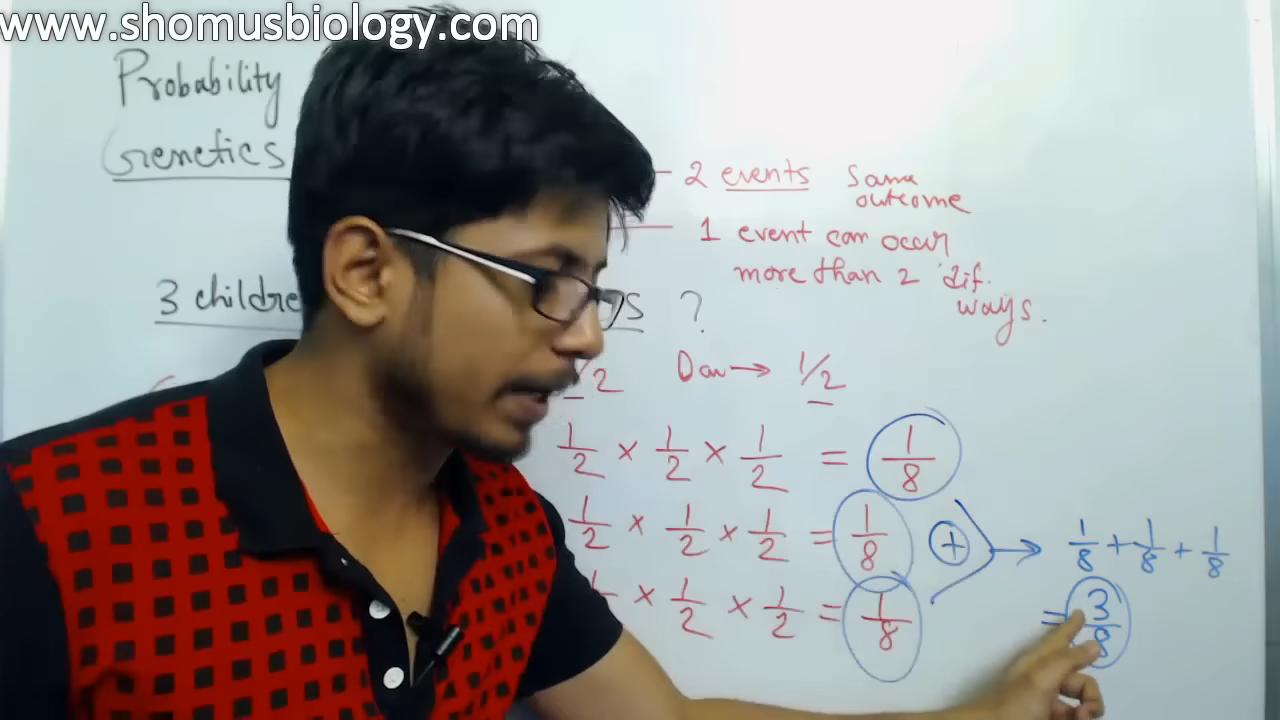 www.shomusbiology.com
Probability
Genetics
2 events same
outcome
1 event can occur
more than 2 dif.
ways.
3 childre
?
/2 Dau → 1/2
1/2 × 1/2 × 1/2 = 1/8
1/2 × 1/2 × 1/2 = 1/8
× 1/2 × 1/2 = 1/8
+ → 1/8 + 1/8 + 1/8
= 3/8